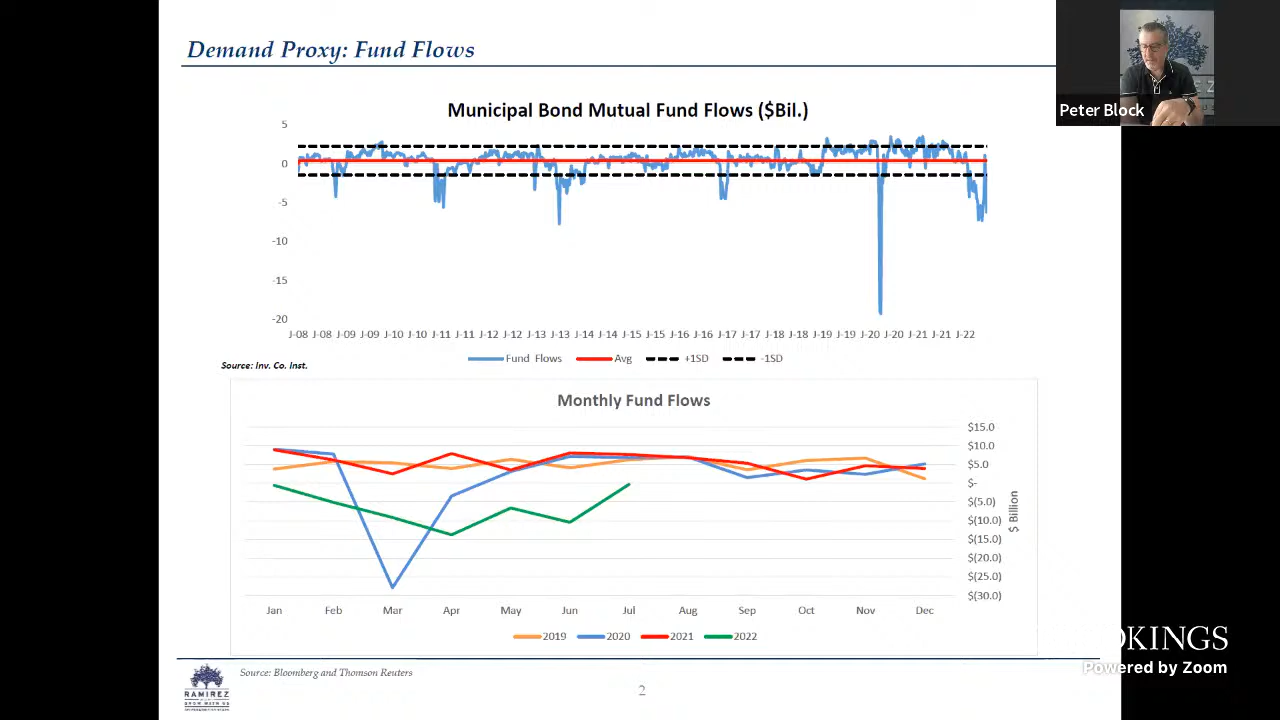 Demand Proxy: Fund Flows
Peter Block
Municipal Bond Mutual Fund Flows ($Bil.)
5
0
-5
-10
-15
-20
J-08 J-08 J-09 J-09 J-10 J-10 J-11 J-11 J-12 J-12 J-13 J-13 J-14 J-14 J-15 J-15 J-16 J-16 J-17 J-17 J-18 J-18 J-19 J-19 J-20 J-20 J-21 J-21 J-22
Fund Flows Avg +1SD -1SD
Source: Inv. Co. Inst.
Monthly Fund Flows
$15.0
$10.0
$5.0
$-
$(5.0)
$(10.0)
$(15.0)
$(20.0)
$(25.0)
$(30.0)
$ Billion
Jan Feb Mar Apr May Jun Jul Aug Sep Oct Nov Dec
2019 2020 2021 2022
Source: Bloomberg and Thomson Reuters
RAMIREZ
GROW WITH US
2
OKINGS
Powered by Zoom